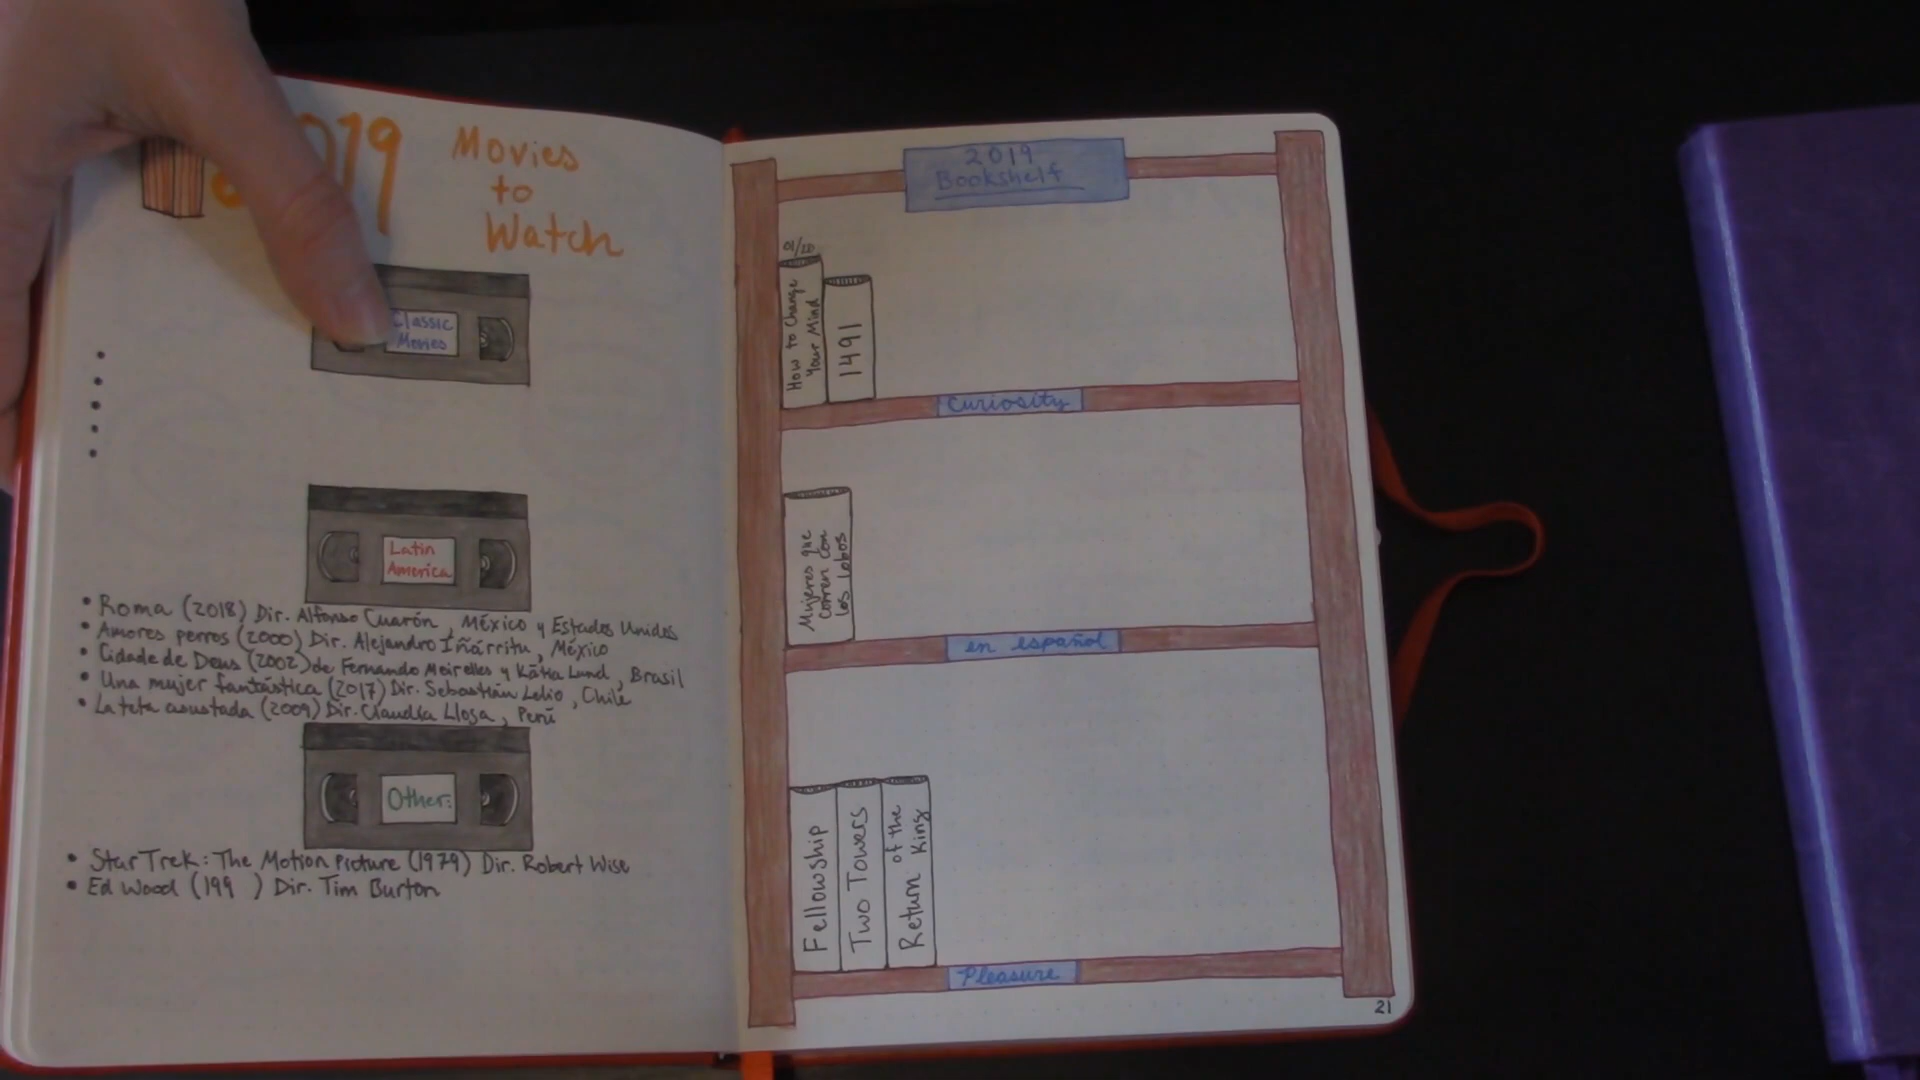 2019
Movies
to
Watch
Classic
Movies
Latin
America
• Roma (2018) Dir. Alfonso Cuarón, México y Estados Unidos
• Amores perros (2000) Dir. Alejandro Iñárritu, México
• Cidade de Deus (2002) de Fernando Meirelles y Kátia Lund, Brasil
• Una mujer fantástica (2017) Dir. Sebastián Lelio, Chile
• La teta asustada (2009) Dir. Claudia Llosa, Perú
Other:
• Star Trek: The Motion Picture (1979) Dir. Robert Wise
• Ed Wood (199 ) Dir. Tim Burton
2019
Bookshelf
How to Change
Your Mind
1491
Curiosity
Mujeres que
corren con
los lobos
en español
Fellowship
Two Towers
Return of the
King
Pleasure
21